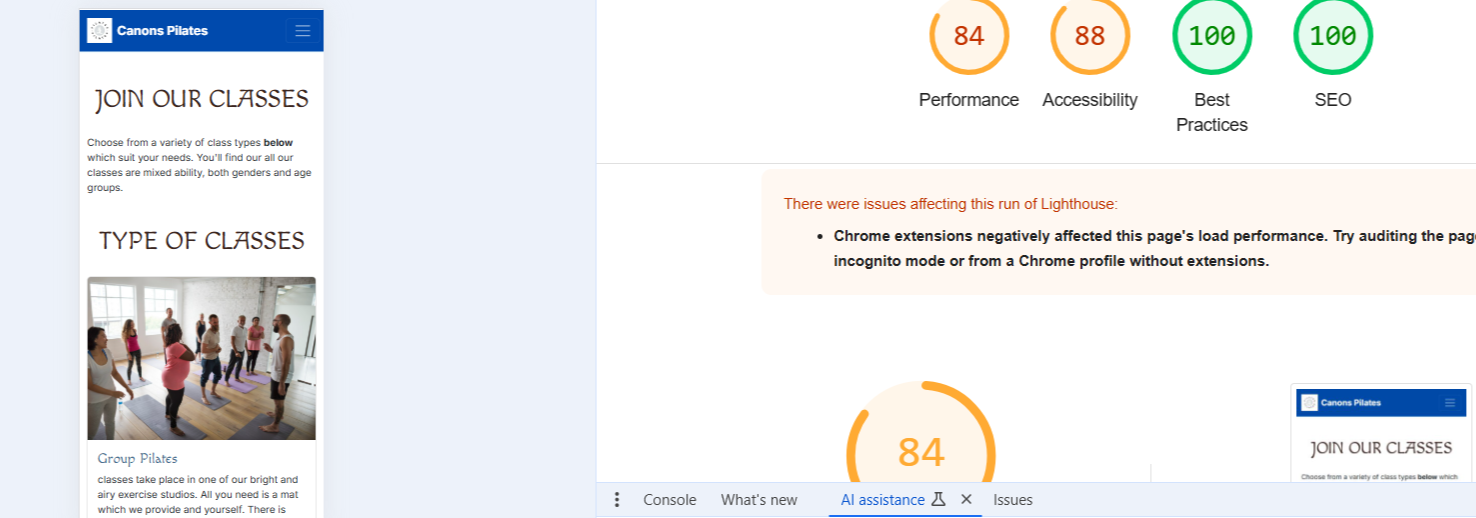 Canons Pilates
JOIN OUR CLASSES
Choose from a variety of class types below
which suit your needs. You'll find our all our
classes are mixed ability, both genders and age
groups.
TYPE OF CLASSES
Group Pilates
classes take place in one of our bright and
airy exercise studios. All you need is a mat
which we provide and yourself. There is
84
88
100
100
Performance
Accessibility
Best
Practices
SEO
There were issues affecting this run of Lighthouse:
• Chrome extensions negatively affected this page's load performance. Try auditing the pag
incognito mode or from a Chrome profile without extensions.
84
Canons Pilates
JOIN OUR CLASSES
Choose from a variety of class types below which
Console
What's new
AI assistance
Issues